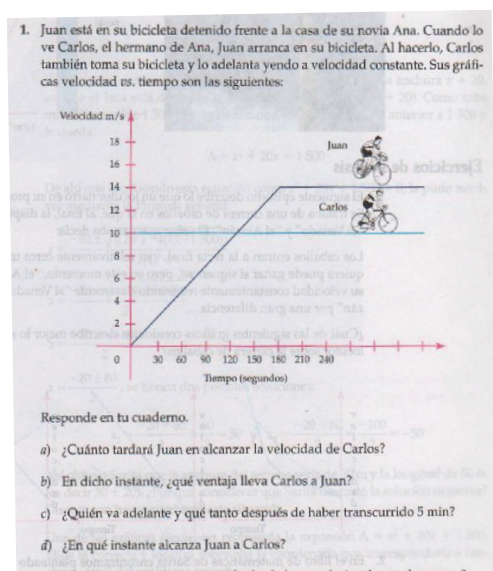 1. Juan está en su bicicleta detenido frente a la casa de su novia Ana. Cuando lo
ve Carlos, el hermano de Ana, Juan arranca en su bicicleta. Al hacerlo, Carlos
también toma su bicicleta y lo adelanta yendo a velocidad constante. Sus gráfi-
cas velocidad vs. tiempo son las siguientes:
Velocidad m/s
18
16
Juan
14
12
Carlos
10
8
6
4
2
0 30 60 90 120 150 180 210 240
Tiempo (segundos)
Responde en tu cuaderno.
a) ¿Cuánto tardará Juan en alcanzar la velocidad de Carlos?
b) En dicho instante, ¿qué ventaja lleva Carlos a Juan?
c) ¿Quién va adelante y qué tanto después de haber transcurrido 5 min?
d) ¿En qué instante alcanza Juan a Carlos?